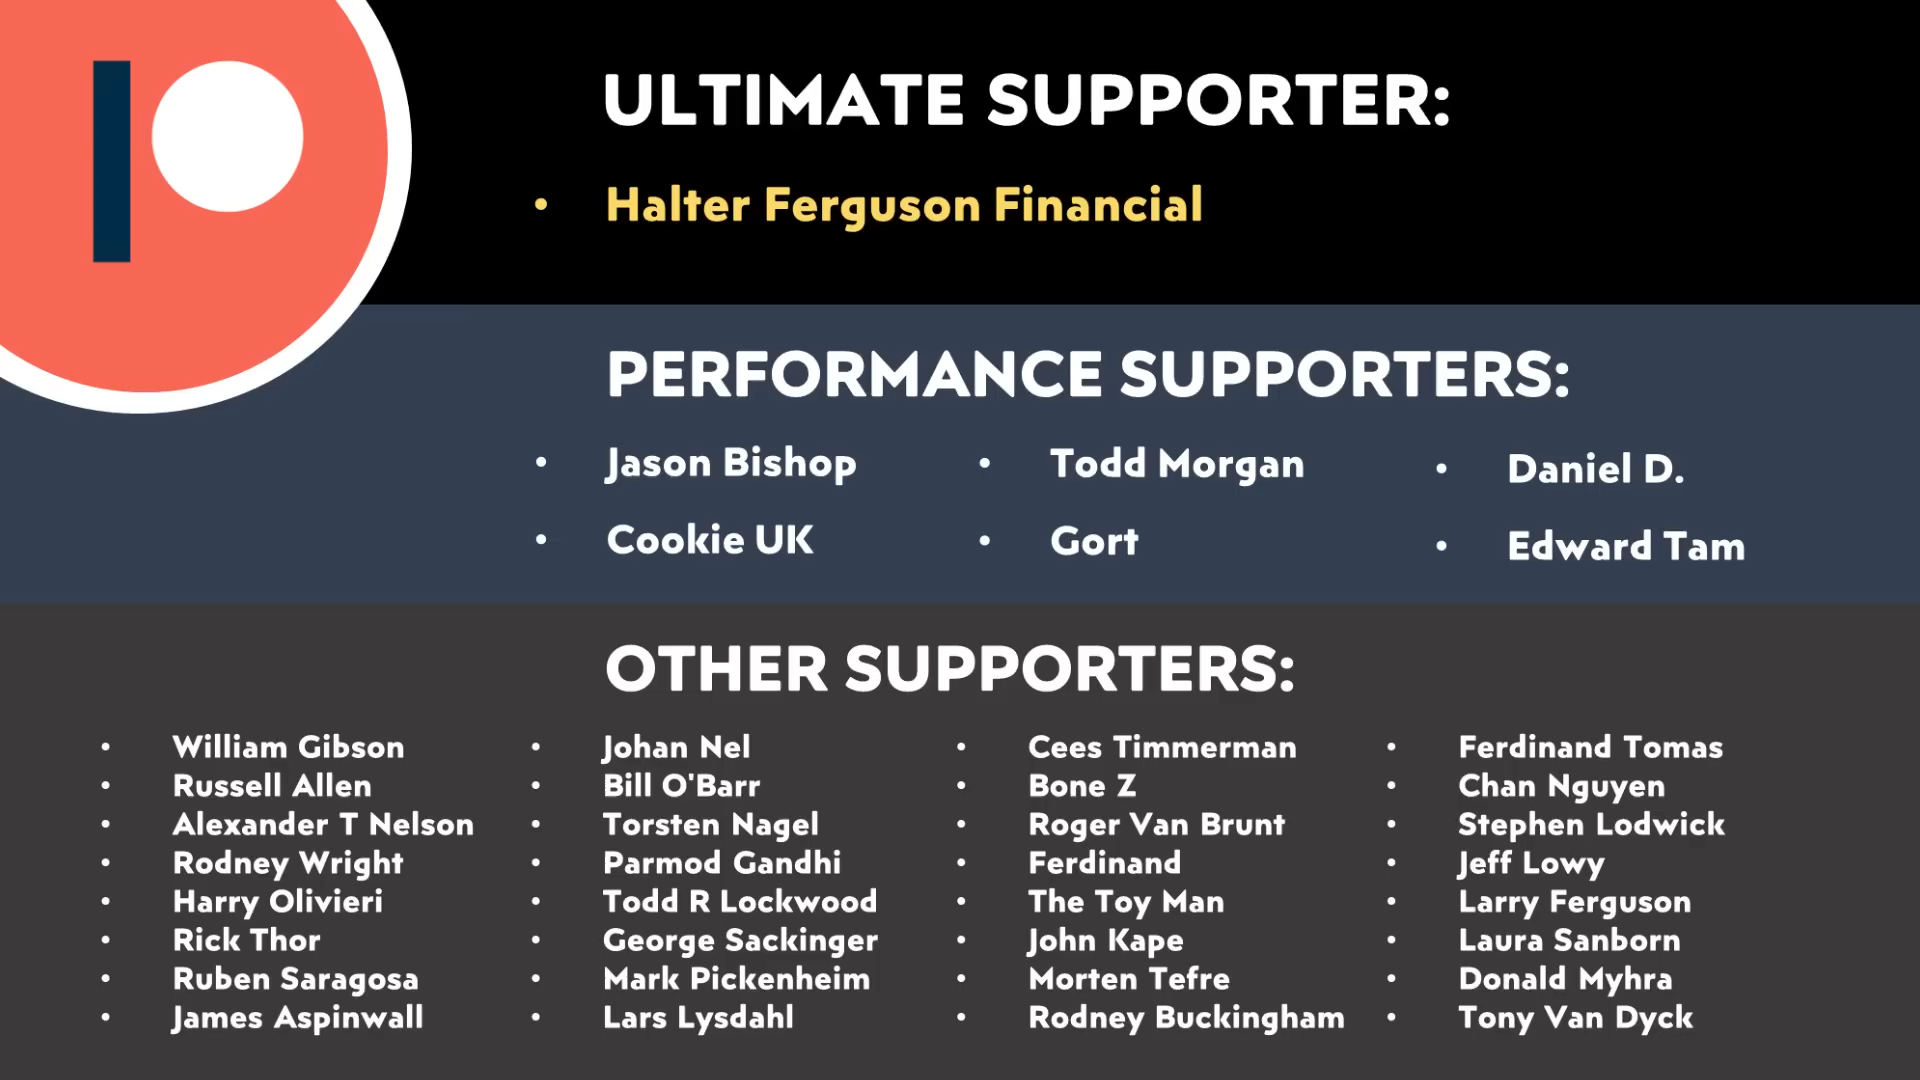 ULTIMATE SUPPORTER:
• Halter Ferguson Financial
PERFORMANCE SUPPORTERS:
• Jason Bishop
• Cookie UK
• Todd Morgan
• Gort
• Daniel D.
• Edward Tam
OTHER SUPPORTERS:
• William Gibson
• Russell Allen
• Alexander T Nelson
• Rodney Wright
• Harry Olivieri
• Rick Thor
• Ruben Saragosa
• James Aspinwall
• Johan Nel
• Bill O'Barr
• Torsten Nagel
• Parmod Gandhi
• Todd R Lockwood
• George Sackinger
• Mark Pickenheim
• Lars Lysdahl
• Cees Timmerman
• Bone Z
• Roger Van Brunt
• Ferdinand
• The Toy Man
• John Kape
• Morten Tefre
• Rodney Buckingham
• Ferdinand Tomas
• Chan Nguyen
• Stephen Lodwick
• Jeff Lowy
• Larry Ferguson
• Laura Sanborn
• Donald Myhra
• Tony Van Dyck